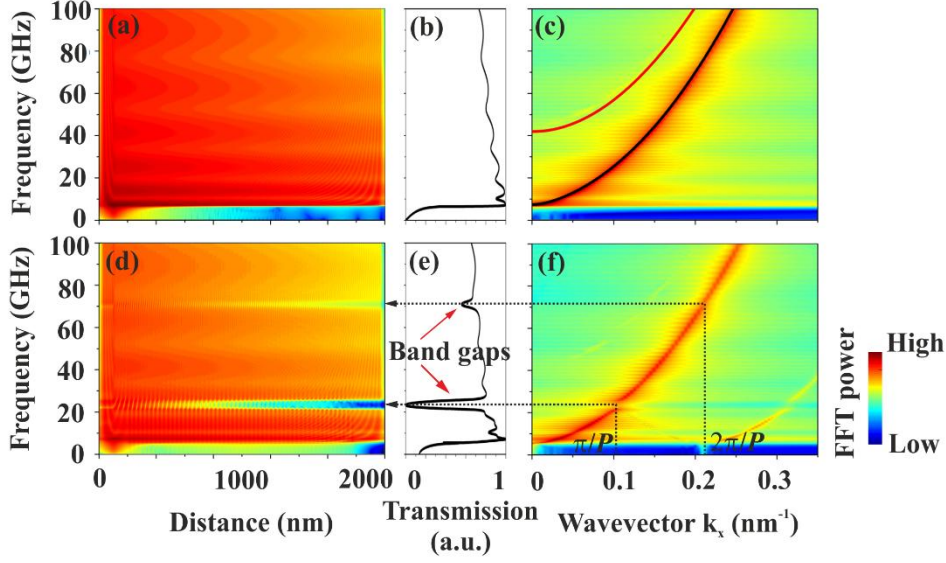 (a)
(b)
(c)
Frequency (GHz)
100
80
60
40
20
0
(d)
(e)
(f)
Frequency (GHz)
100
80
60
40
20
0
Band gaps
π/P
2π/P
0
1000
2000
0
1
0
0.1
0.2
0.3
Distance (nm)
Transmission
(a.u.)
Wavevector kₓ (nm⁻¹)
FFT power
High
Low